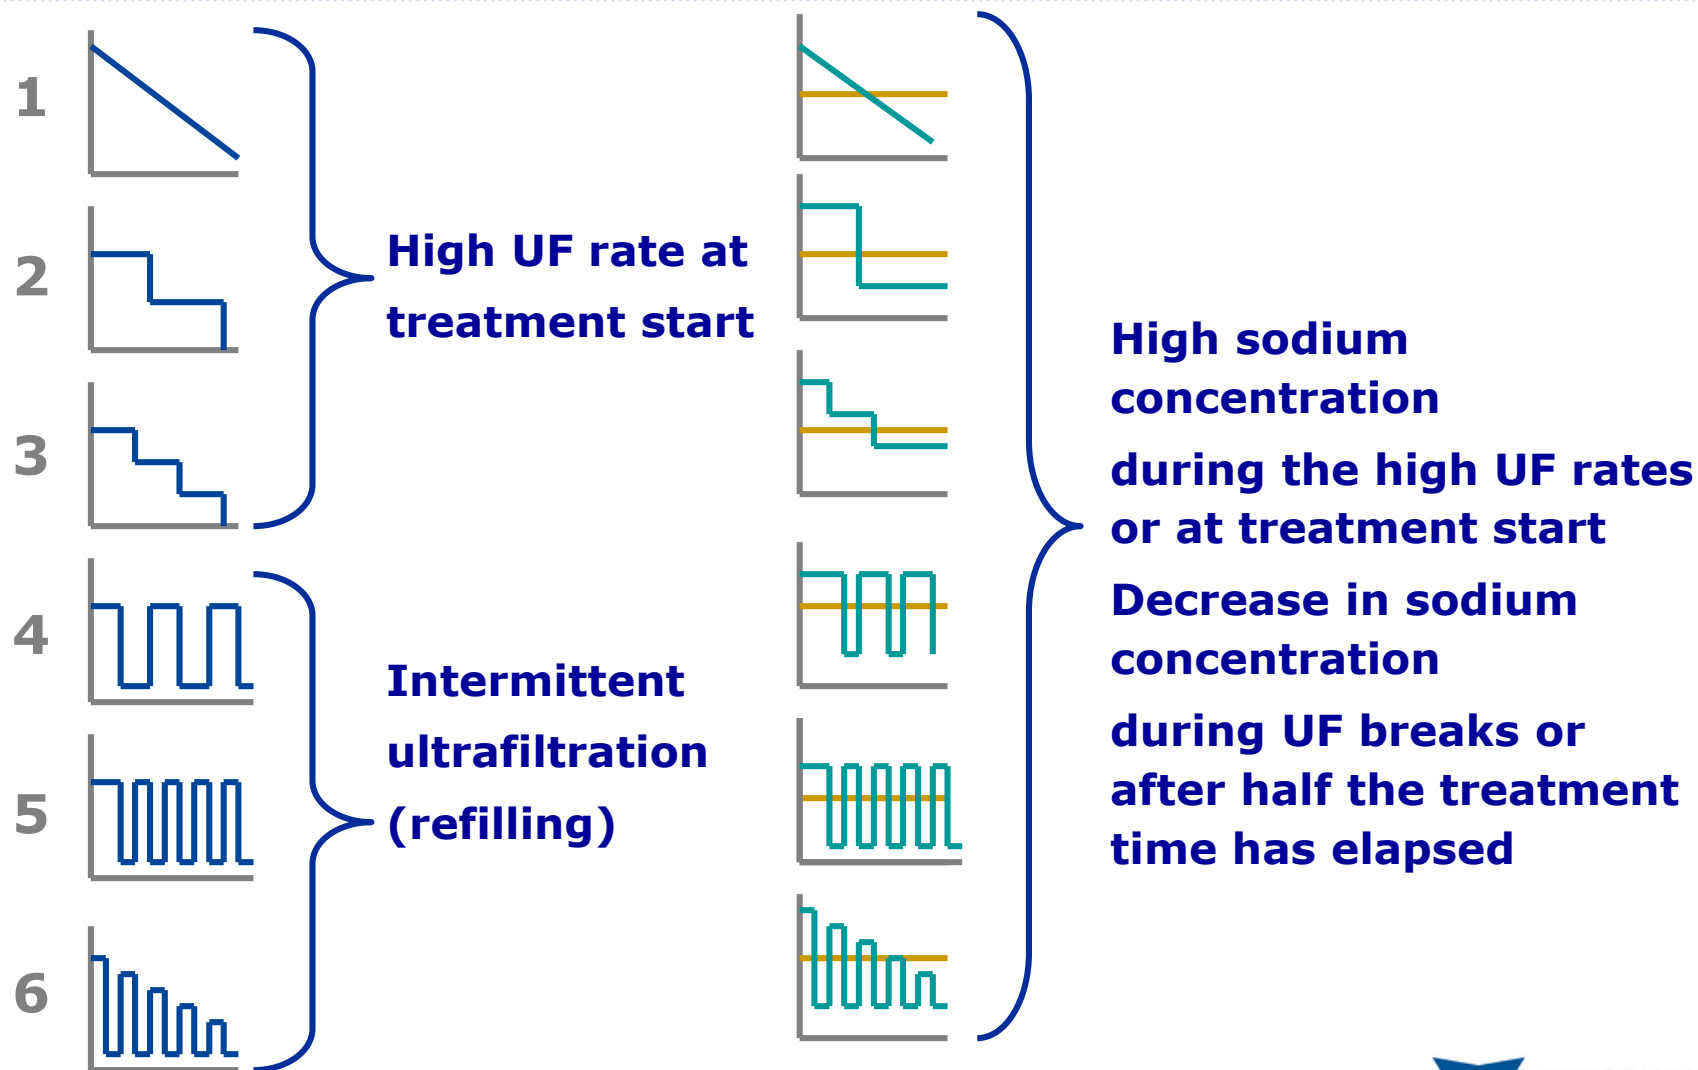 1
2
3
4
5
6
High UF rate at
treatment start
Intermittent
ultrafiltration
(refilling)
High sodium
concentration
during the high UF rates
or at treatment start
Decrease in sodium
concentration
during UF breaks or
after half the treatment
time has elapsed